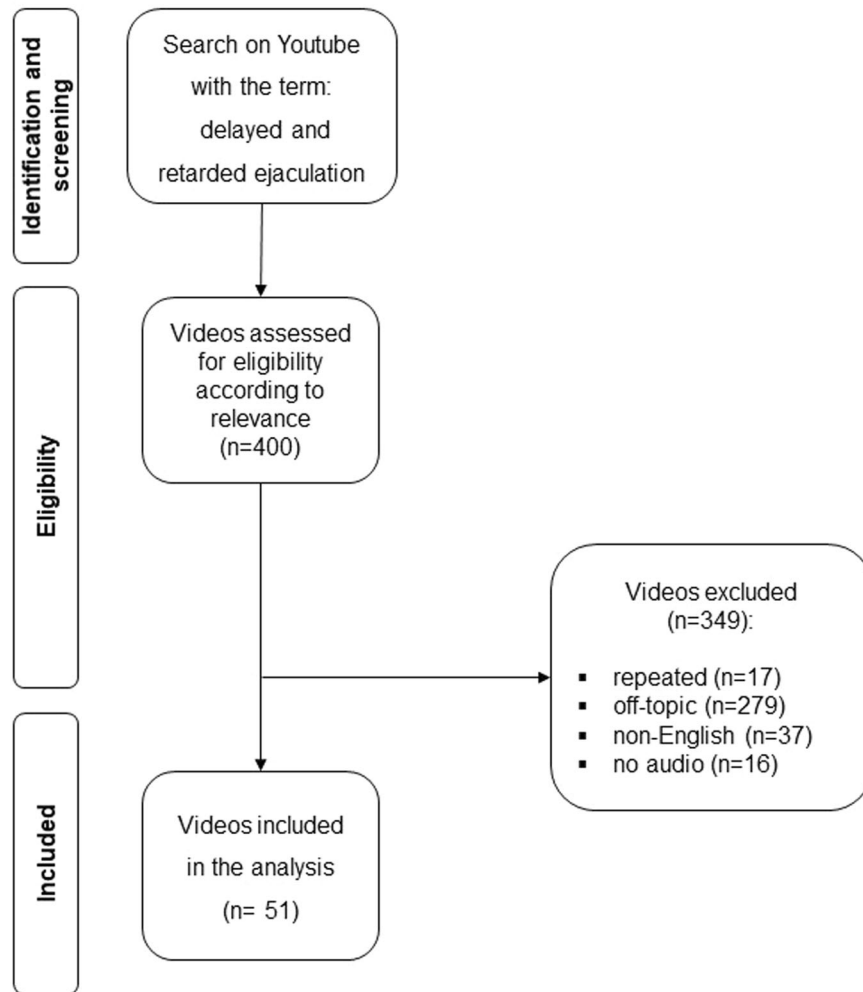 Identification and
screening
Search on Youtube
with the term:
delayed and
retarded ejaculation
Eligibility
Videos assessed
for eligibility
according to
relevance
(n=400)
Videos excluded
(n=349):
▪ repeated (n=17)
▪ off-topic (n=279)
▪ non-English (n=37)
▪ no audio (n=16)
Included
Videos included
in the analysis
(n= 51)